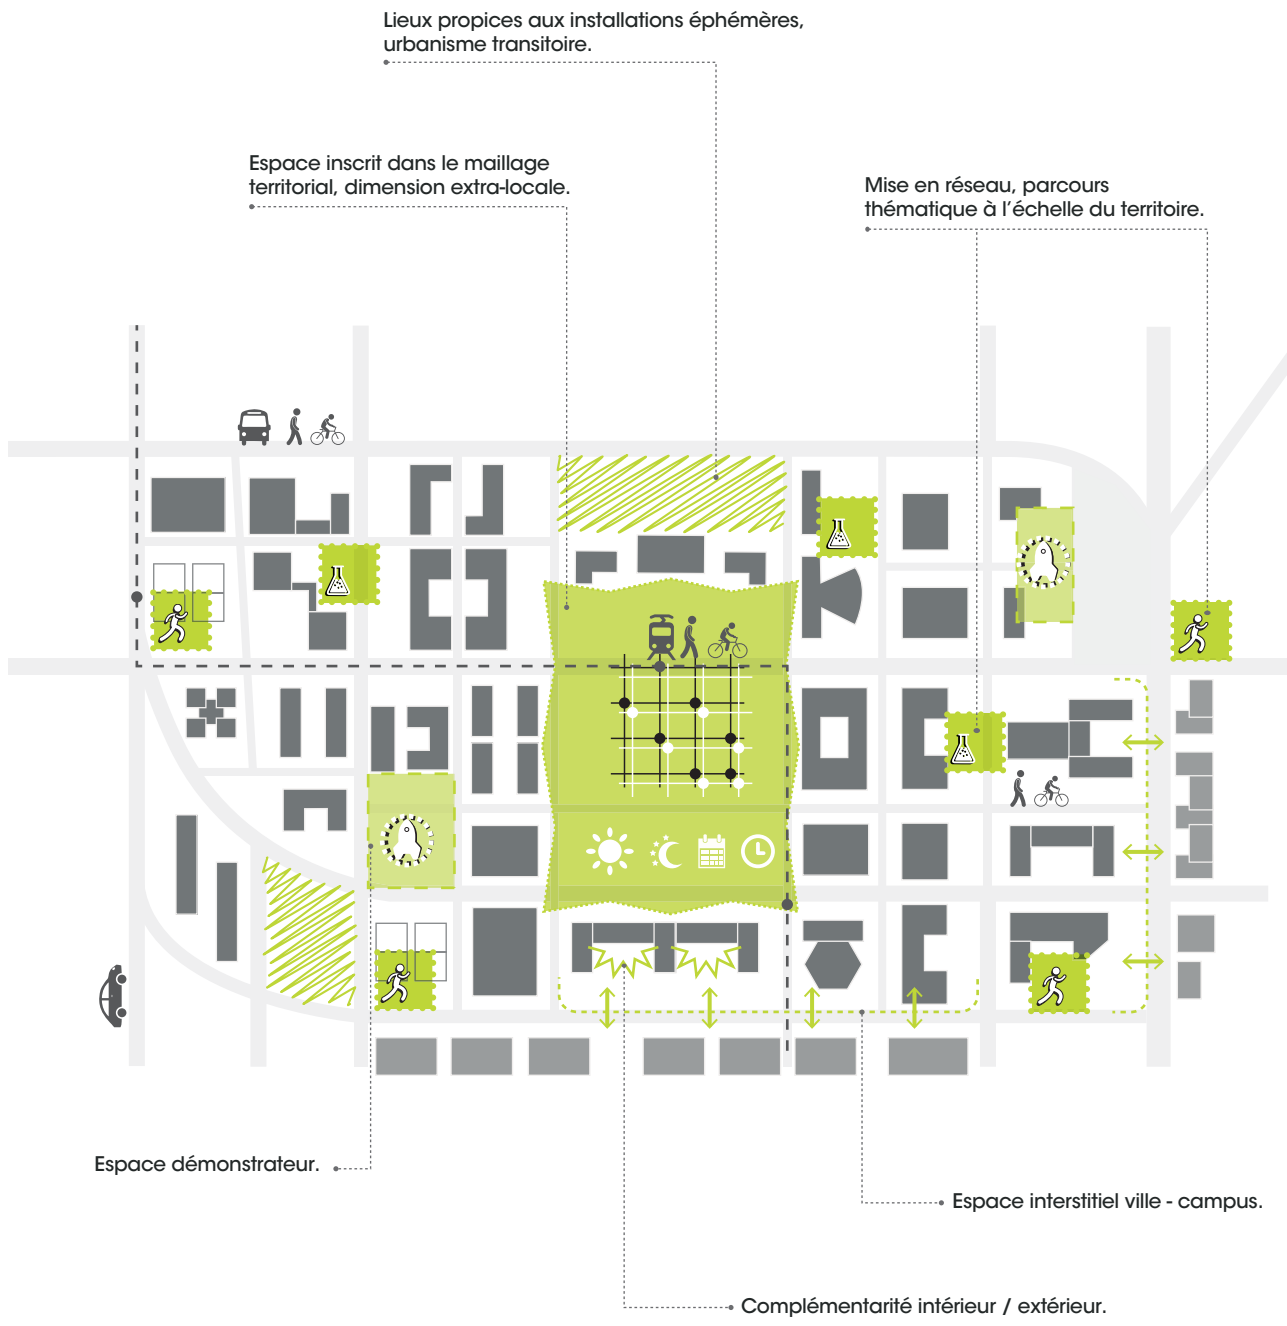 Lieux propices aux installations éphémères,
urbanisme transitoire.
Espace inscrit dans le maillage
territorial, dimension extra-locale.
Mise en réseau, parcours
thématique à l’échelle du territoire.
Espace démonstrateur.
Espace interstitiel ville - campus.
Complémentarité intérieur / extérieur.